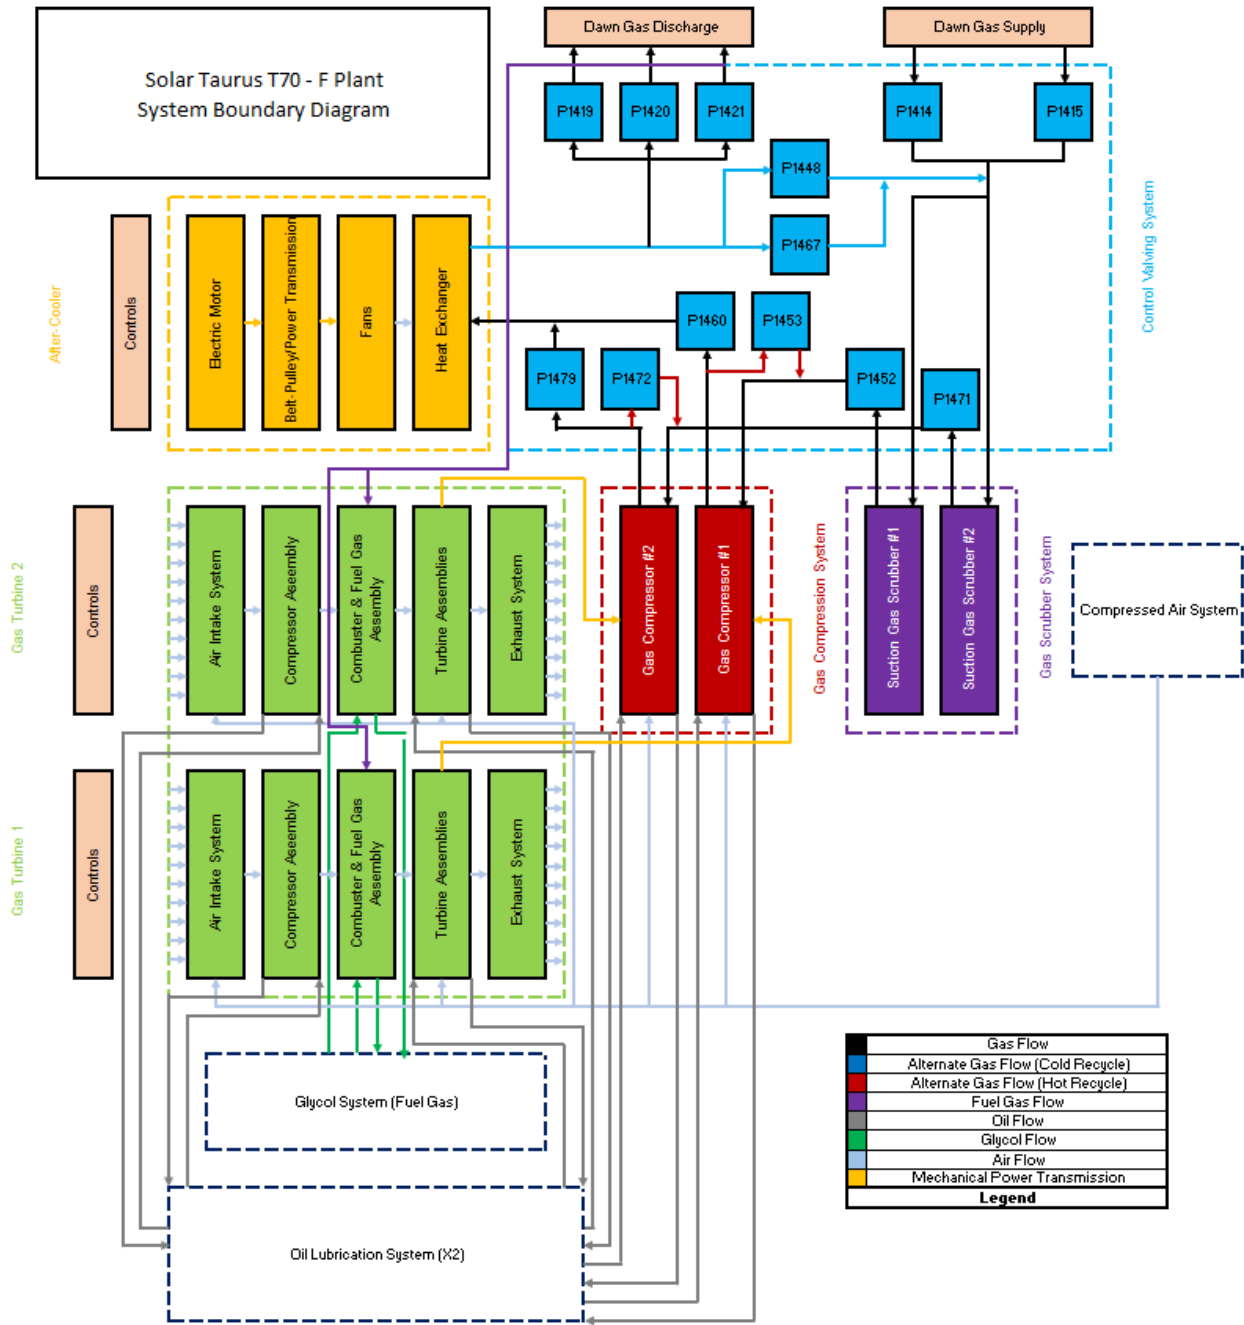 Solar Taurus T70 - F Plant
System Boundary Diagram
Dawn Gas Discharge
Dawn Gas Supply
P1419
P1420
P1421
P1414
P1415
P1448
P1467
Control Valving System
After-Cooler
Controls
Electric Motor
Belt-Pulley/Power Transmission
Fans
Heat Exchanger
P1460
P1453
P1479
P1472
P1452
P1471
Gas Turbine 2
Controls
Air Intake System
Compressor Aseembly
Combuster & Fuel Gas
Assembly
Turbine Assemblies
Exhaust System
Gas Compressor #2
Gas Compressor #1
Gas Compression System
Suction Gas Scrubber #1
Suction Gas Scrubber #2
Gas Scrubber System
Compressed Air System
Gas Turbine 1
Controls
Air Intake System
Compressor Aseembly
Combuster & Fuel Gas
Assembly
Turbine Assemblies
Exhaust System
Glycol System (Fuel Gas)
Oil Lubrication System (X2)
Gas Flow
Alternate Gas Flow (Cold Recycle)
Alternate Gas Flow (Hot Recycle)
Fuel Gas Flow
Oil Flow
Glycol Flow
Air Flow
Mechanical Power Transmission
Legend